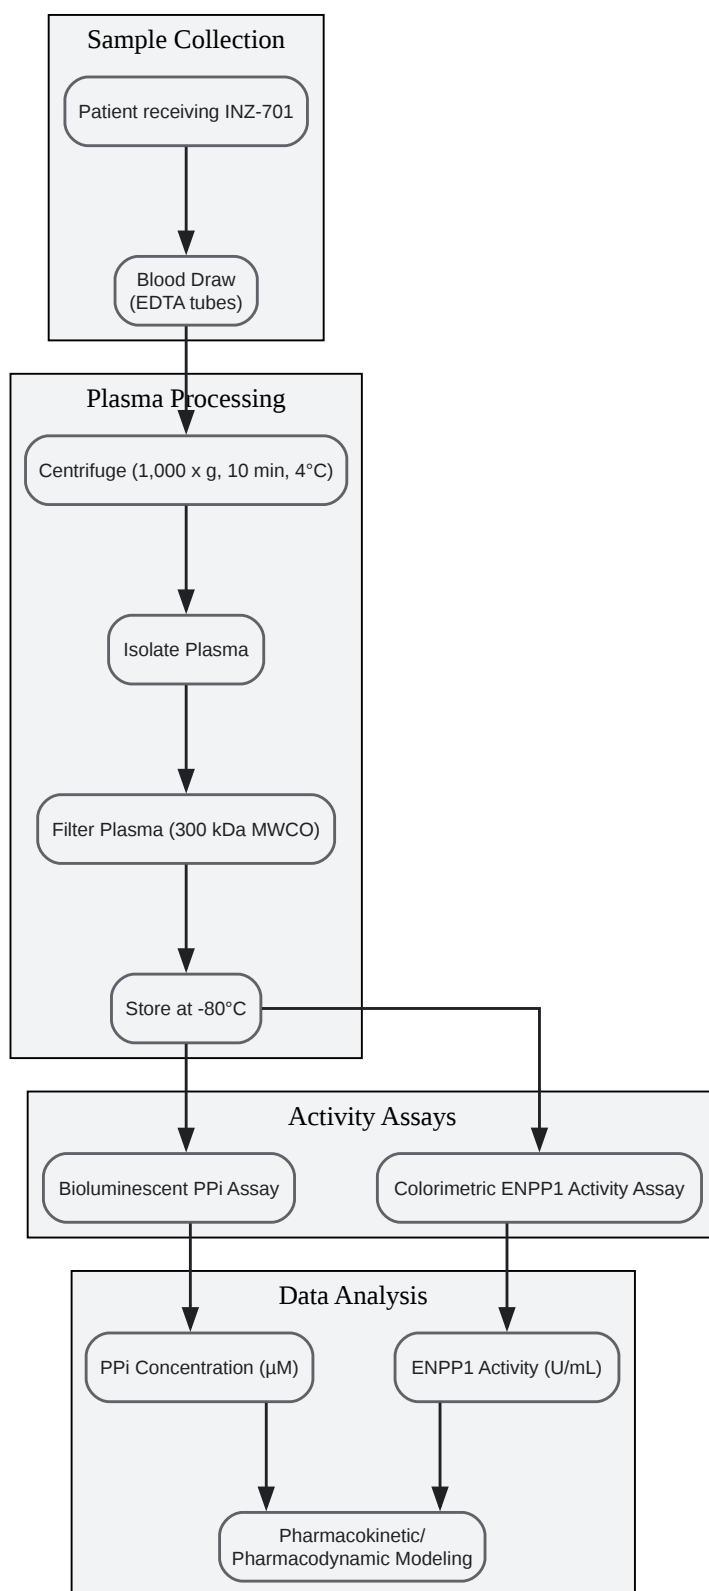 Sample Collection
Patient receiving INZ-701
Blood Draw
(EDTA tubes)
Plasma Processing
Centrifuge (1,000 x g, 10 min, 4°C)
Isolate Plasma
Filter Plasma (300 kDa MWCO)
Store at -80°C
Activity Assays
Bioluminescent PPi Assay
Colorimetric ENPP1 Activity Assay
Data Analysis
PPi Concentration (µM)
ENPP1 Activity (U/mL)
Pharmacokinetic/
Pharmacodynamic Modeling